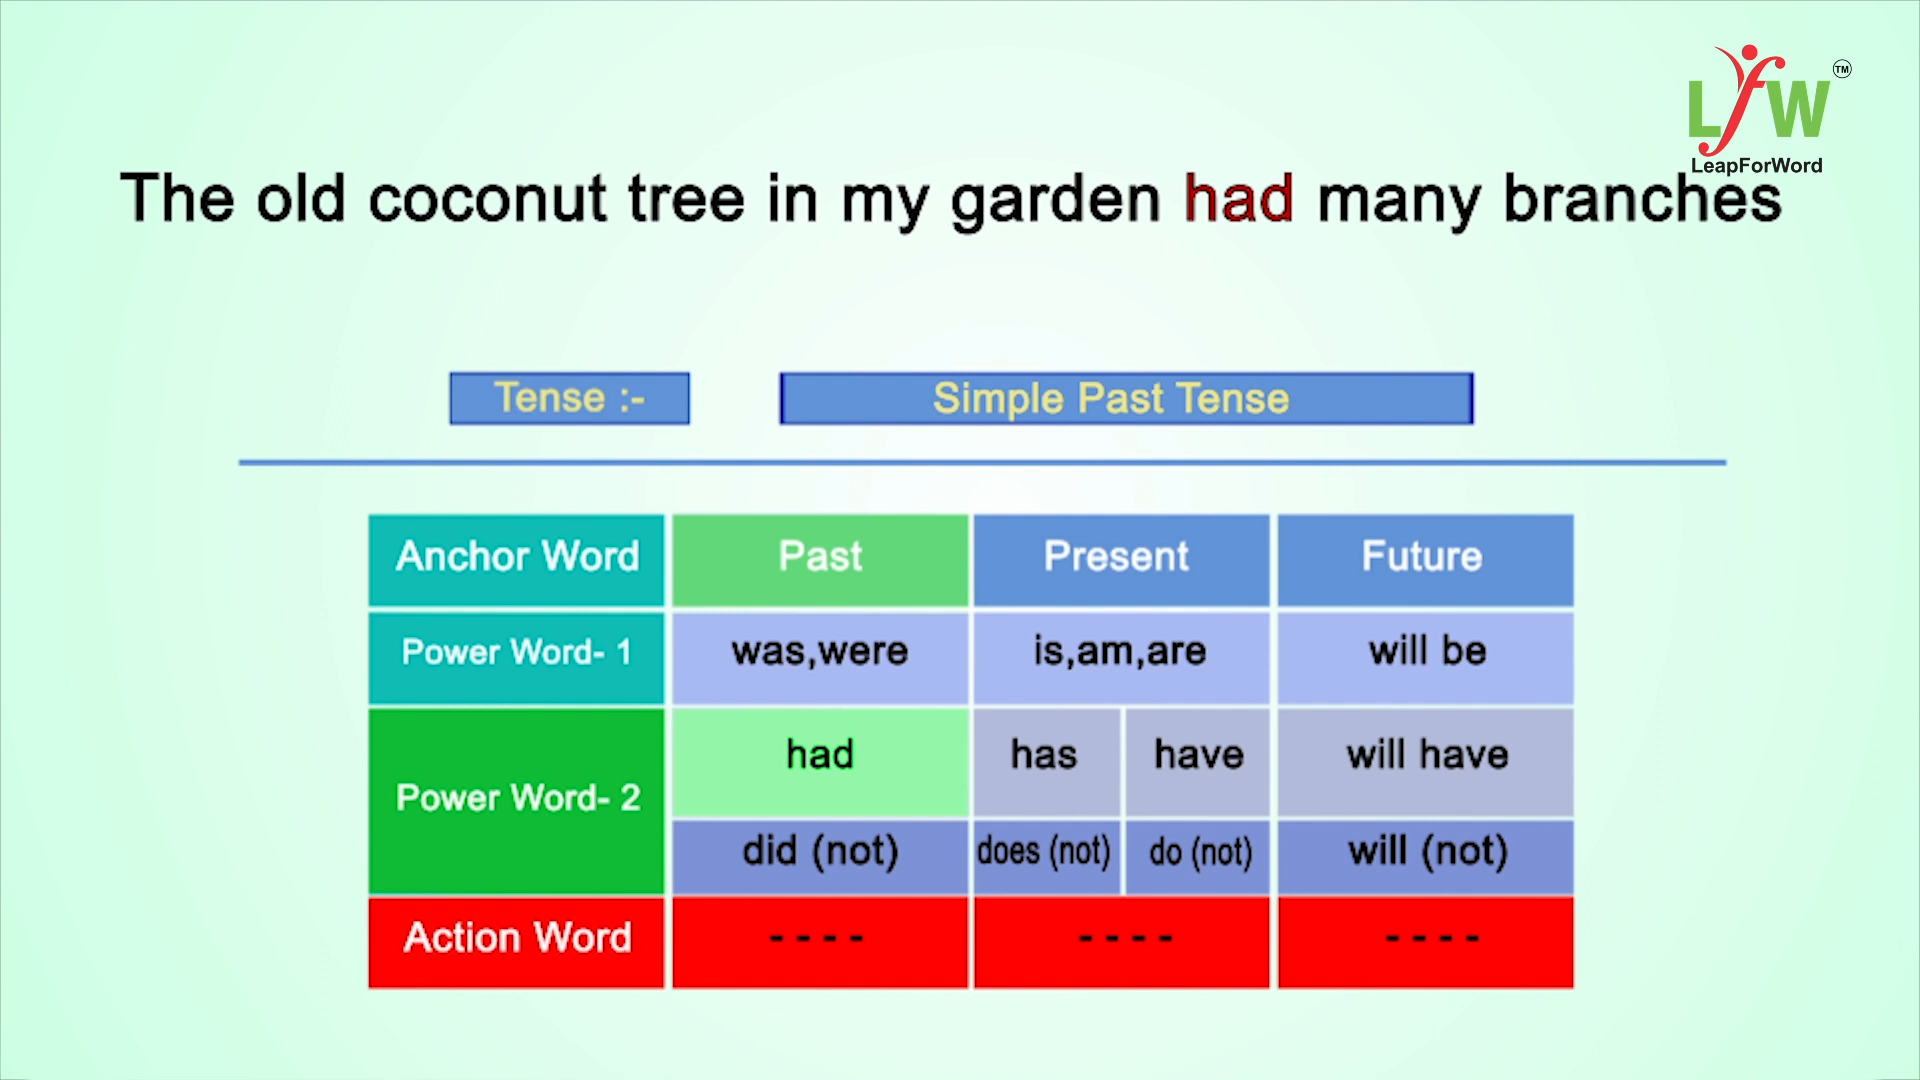 LfW TM
LeapForWord
The old coconut tree in my garden had many branches
Tense :- Simple Past Tense
Anchor Word Past Present Future
Power Word- 1 was,were is,am,are will be
Power Word- 2 had has have will have
did (not) does (not) do (not) will (not)
Action Word - - - - - - - - - - - -